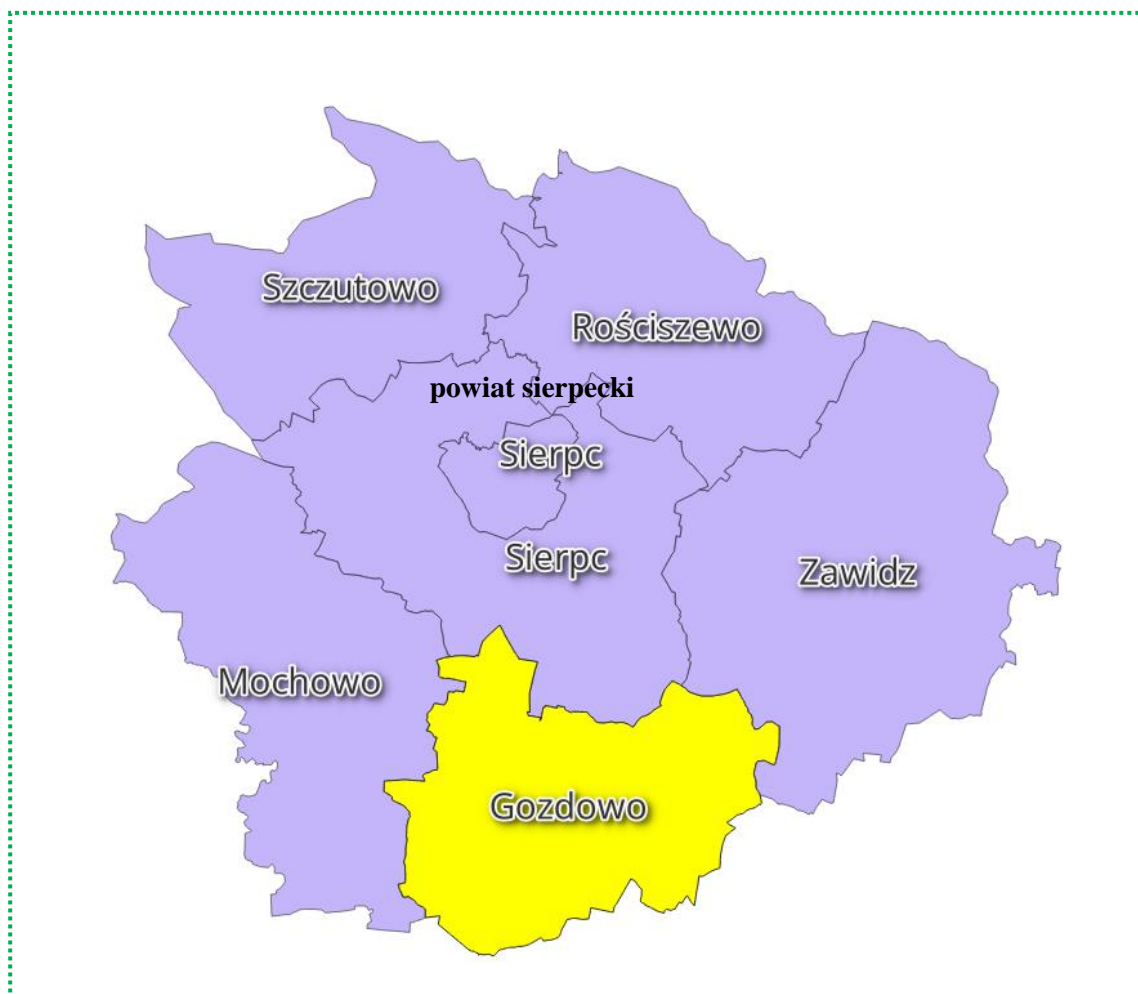 Szczutowo
Rościszewo
powiat sierpecki
Sierpc
Sierpc
Zawidz
Mochowo
Gozdowo